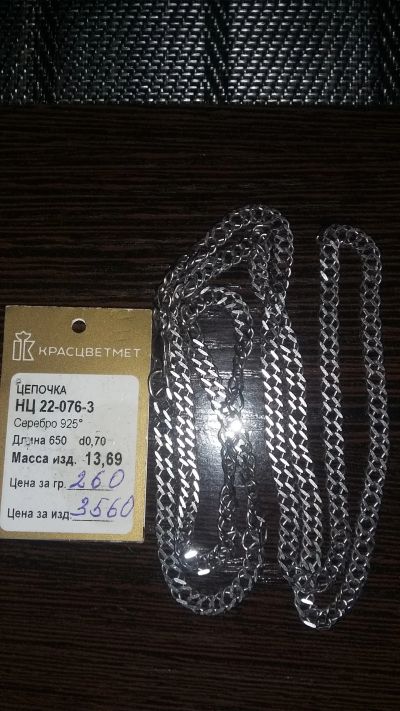 КРАСЦВЕТМЕТ
ЦЕПОЧКА
НЦ 22-076-3
Серебро 925°
Длина 650 d0,70
Масса изд. 13,69
Цена за гр. 260
Цена за изд. 3560